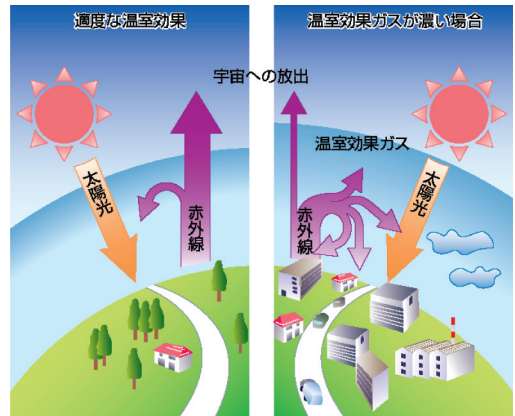 適度な温室効果
温室効果ガスが濃い場合
宇宙への放出
温室効果ガス
太陽光
赤外線
赤外線
太陽光